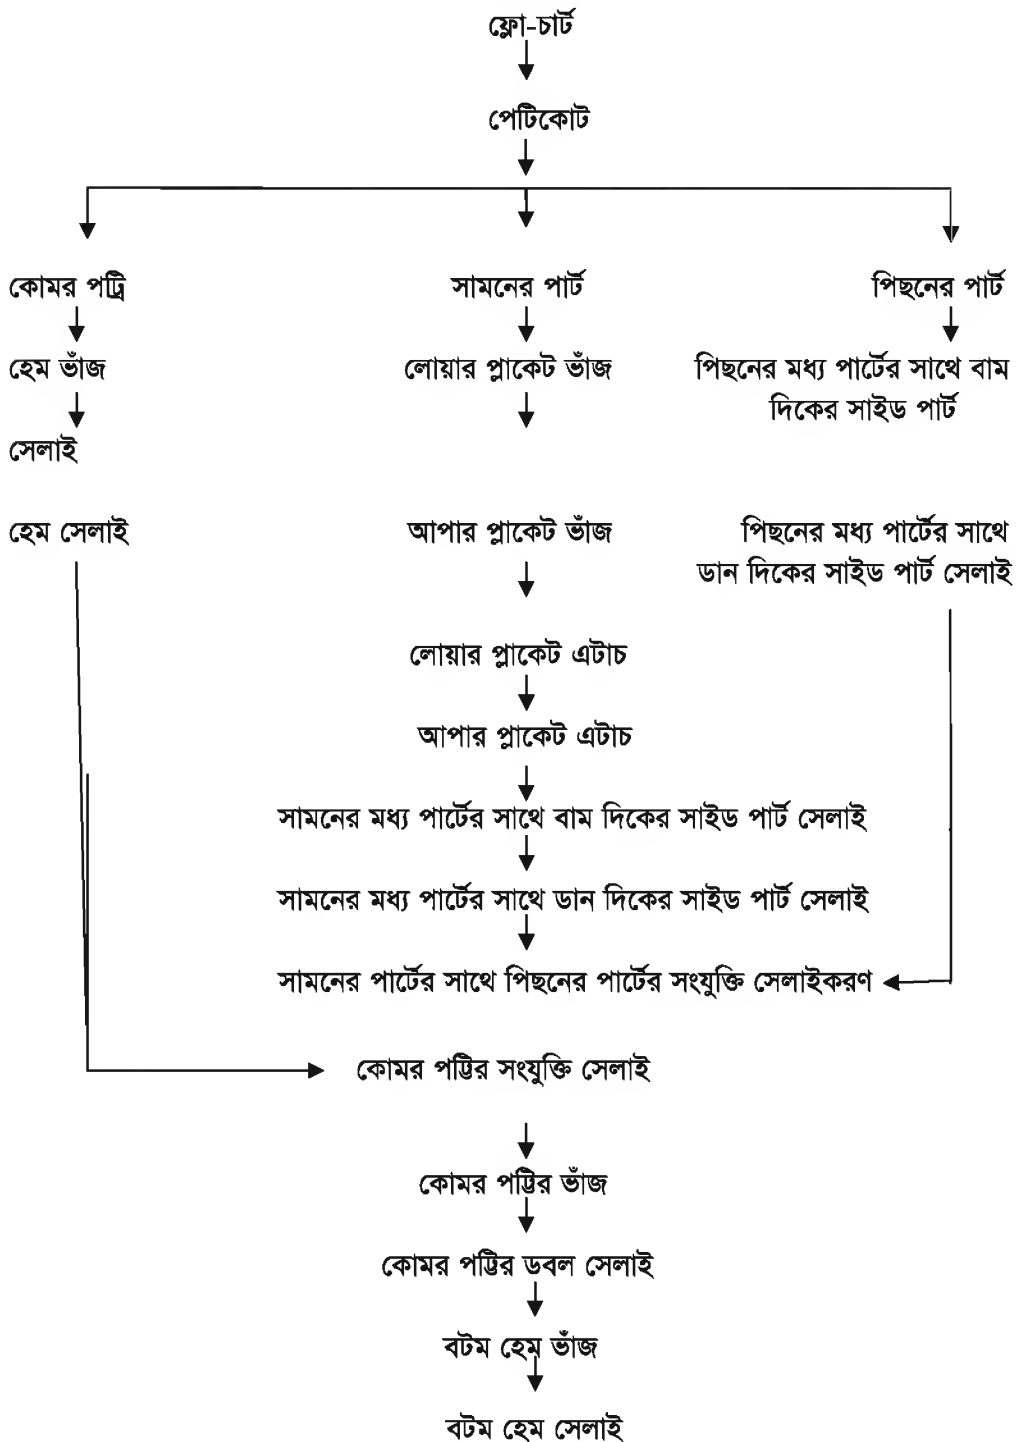 ফ্লো-চার্ট
পেটিকোট
কোমর পট্রি
সামনের পার্ট
পিছনের পার্ট
হেম ভাঁজ
লোয়ার প্লাকেট ভাঁজ
পিছনের মধ্য পার্টের সাথে বাম
দিকের সাইড পার্ট
সেলাই
হেম সেলাই
আপার প্লাকেট ভাঁজ
পিছনের মধ্য পার্টের সাথে
ডান দিকের সাইড পার্ট সেলাই
লোয়ার প্লাকেট এটাচ
আপার প্লাকেট এটাচ
সামনের মধ্য পার্টের সাথে বাম দিকের সাইড পার্ট সেলাই
সামনের মধ্য পার্টের সাথে ডান দিকের সাইড পার্ট সেলাই
সামনের পার্টের সাথে পিছনের পার্টের সংযুক্তি সেলাইকরণ
কোমর পট্টির সংযুক্তি সেলাই
কোমর পট্টির ভাঁজ
কোমর পট্টির ডবল সেলাই
বটম হেম ভাঁজ
বটম হেম সেলাই